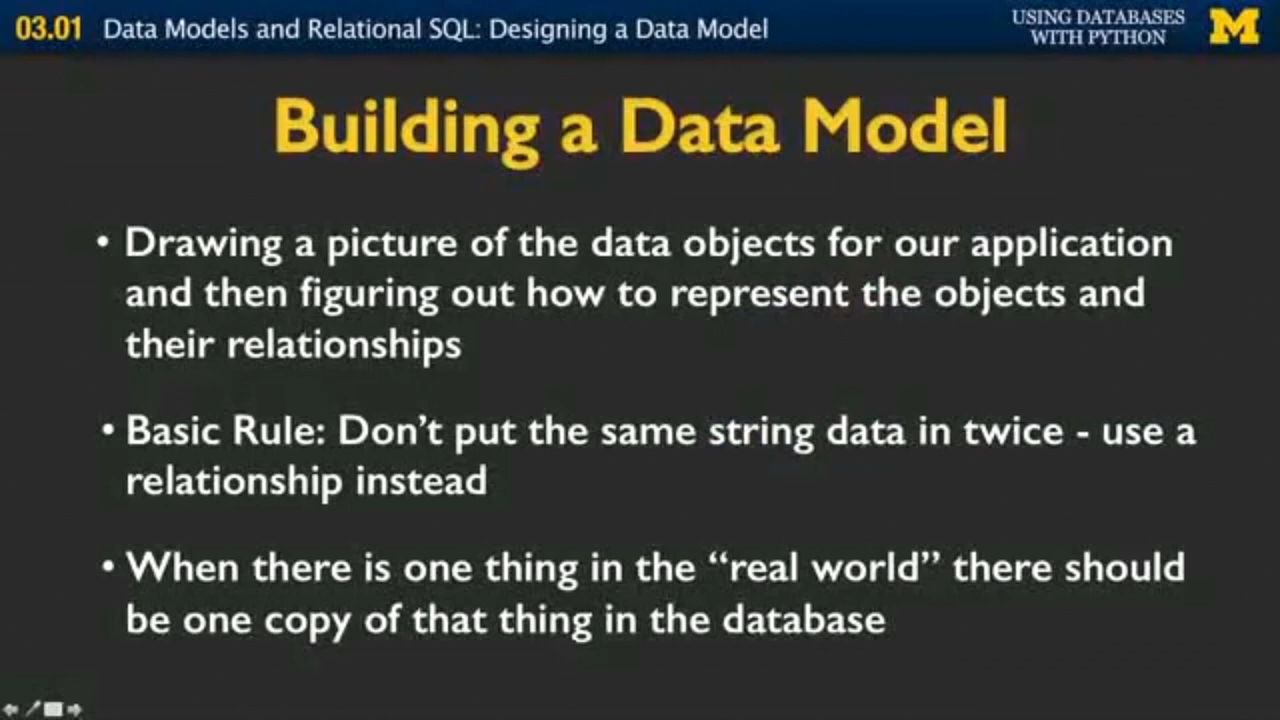 03.01 Data Models and Relational SQL: Designing a Data Model
USING DATABASES
WITH PYTHON
M
Building a Data Model
• Drawing a picture of the data objects for our application
and then figuring out how to represent the objects and
their relationships
• Basic Rule: Don’t put the same string data in twice - use a
relationship instead
• When there is one thing in the “real world” there should
be one copy of that thing in the database